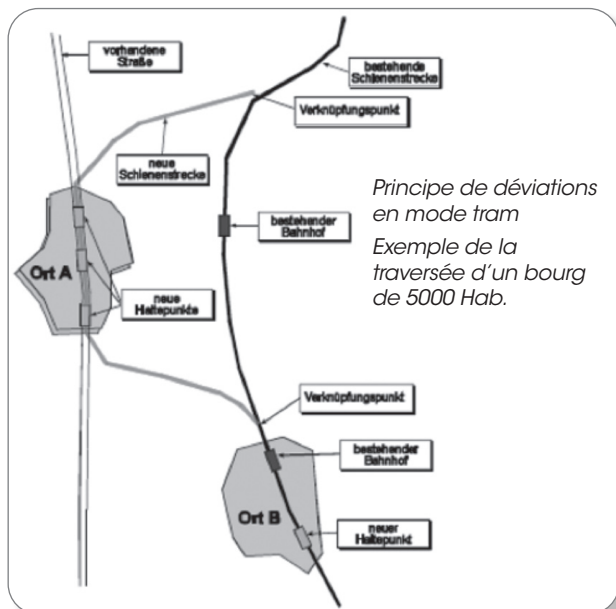 vorhandene
Straße
bestehende
Schienenstrecke
Verknüpfungspunkt
neue
Schienenstrecke
Principe de déviations
en mode tram
bestehender
Bahnhof
Exemple de la
traversée d'un bourg
de 5000 Hab.
Ort A
neue
Haltepunkte
Verknüpfungspunkt
bestehender
Bahnhof
Ort B
neuer
Haltepunkt